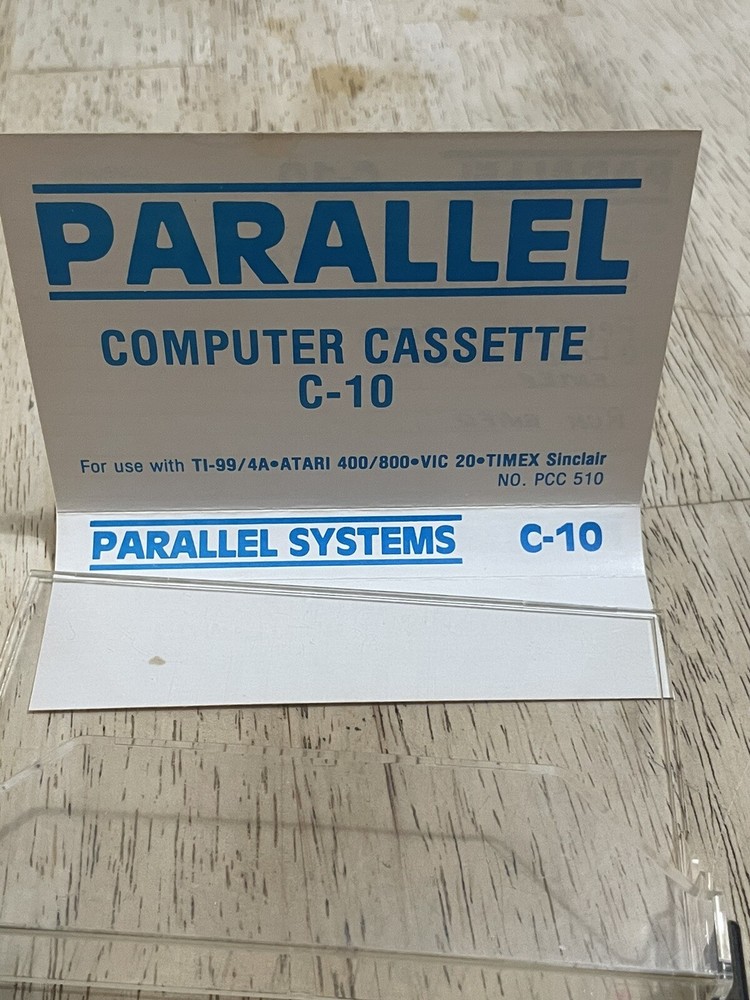 PARALLEL
COMPUTER CASSETTE
C-10
For use with TI-99/4A•ATARI 400/800•VIC 20•TIMEX Sinclair
NO. PCC 510
PARALLEL SYSTEMS C-10